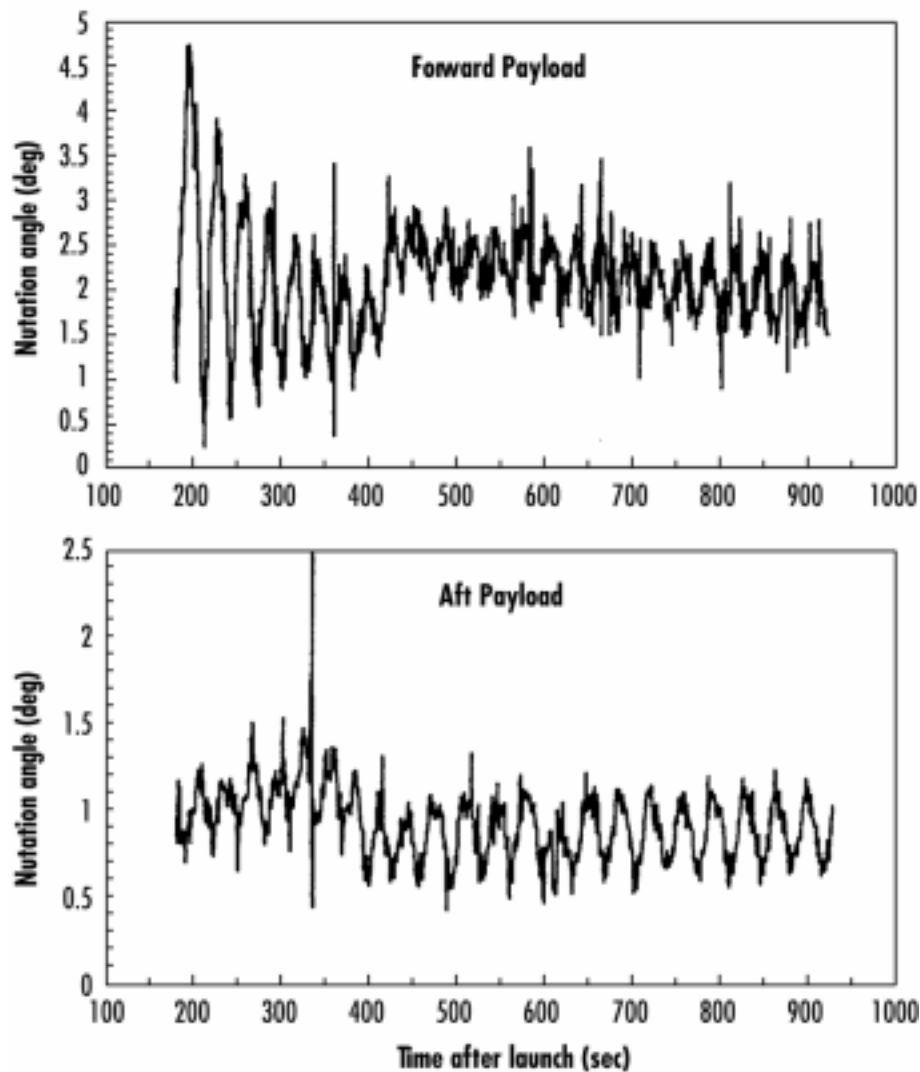 Forward Payload
Nutation angle (deg)
5
4.5
4
3.5
3
2.5
2
1.5
1
0.5
0
100 200 300 400 500 600 700 800 900 1000
Aft Payload
Nutation angle (deg)
2.5
2
1.5
1
0.5
0
100 200 300 400 500 600 700 800 900 1000
Time after launch (sec)